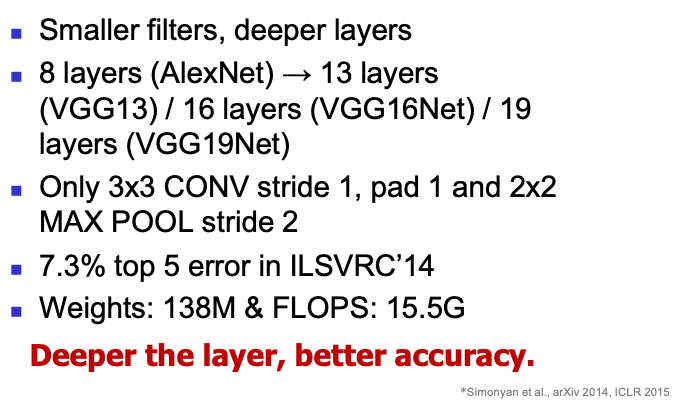 Smaller filters, deeper layers
8 layers (AlexNet) → 13 layers
(VGG13) / 16 layers (VGG16Net) / 19
layers (VGG19Net)
Only 3x3 CONV stride 1, pad 1 and 2x2
MAX POOL stride 2
7.3% top 5 error in ILSVRC’14
Weights: 138M & FLOPS: 15.5G
Deeper the layer, better accuracy.
*Simonyan et al., arXiv 2014, ICLR 2015